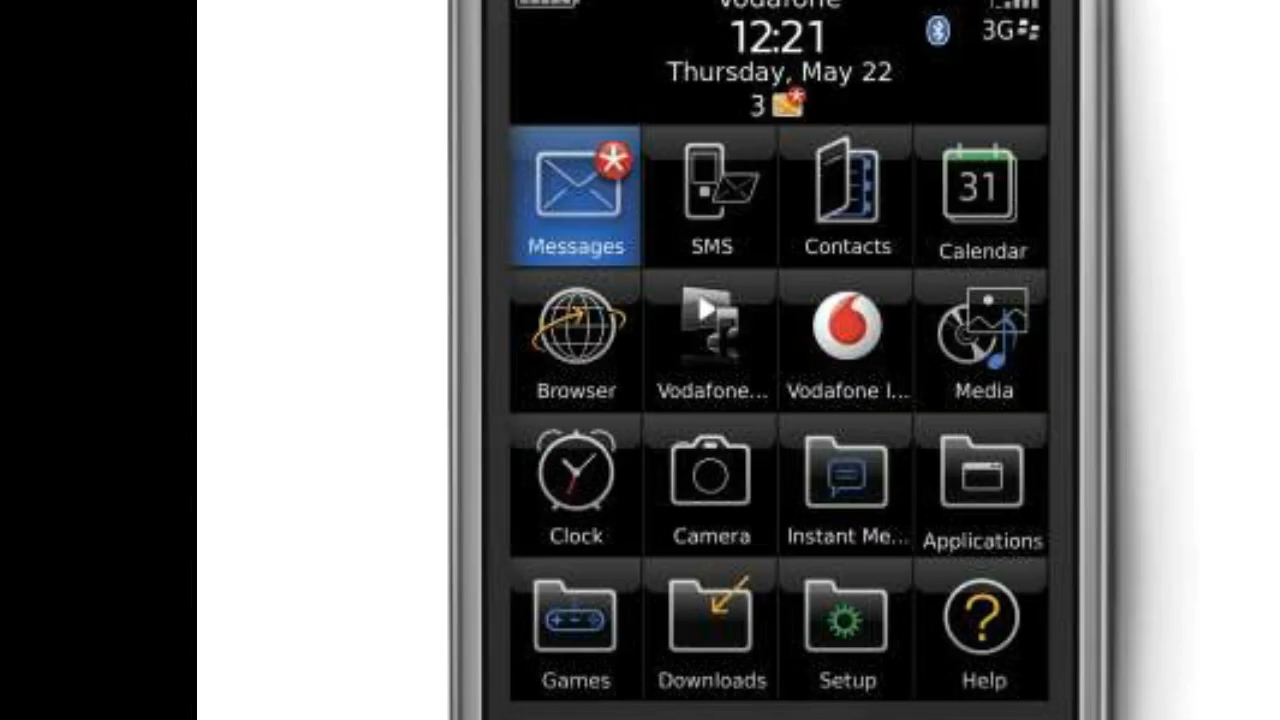 Vodafone
12:21
3G
Thursday, May 22
3
Messages SMS Contacts Calendar
31
Browser Vodafone... Vodafone I... Media
Clock Camera Instant Me... Applications
Games Downloads Setup Help